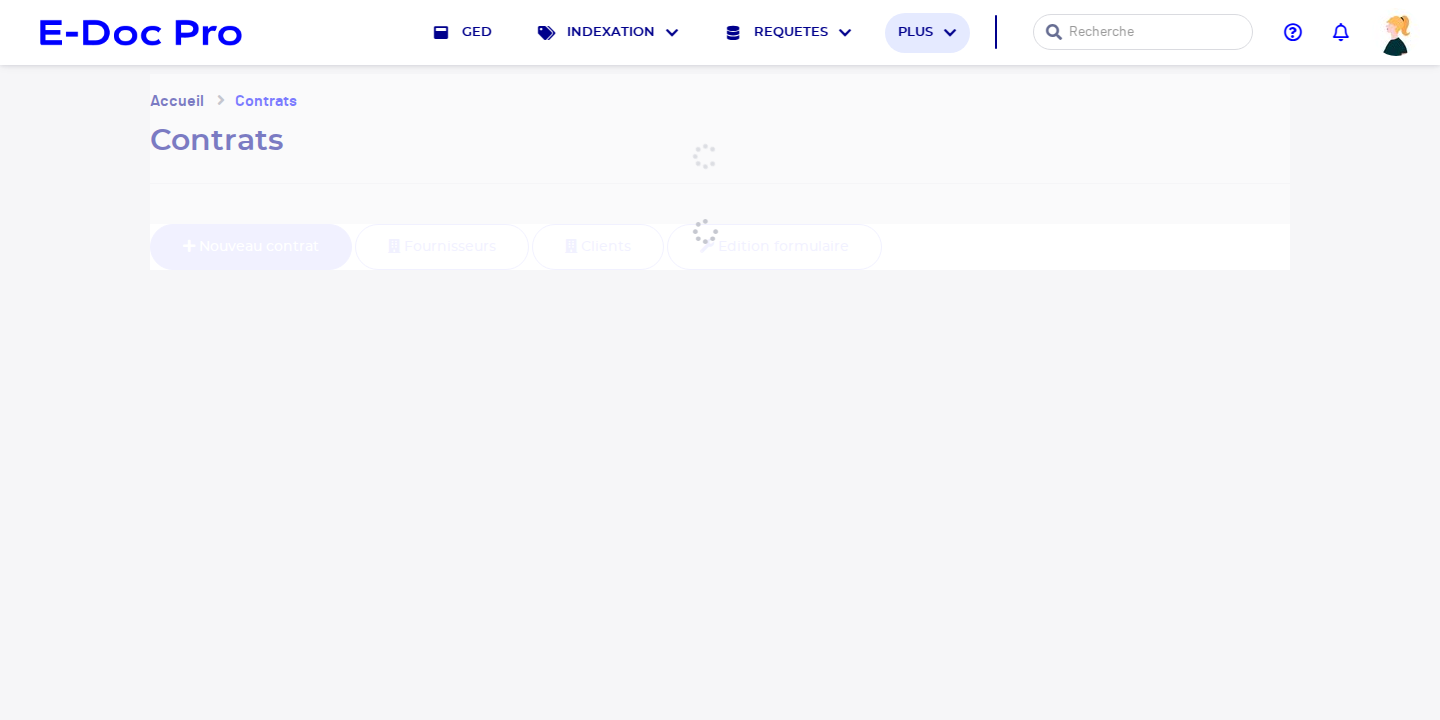 E-Doc Pro GED INDEXATION REQUETES PLUS Recherche
Accueil Contrats
Contrats
Nouveau contrat Fournisseurs Clients Edition formulaire